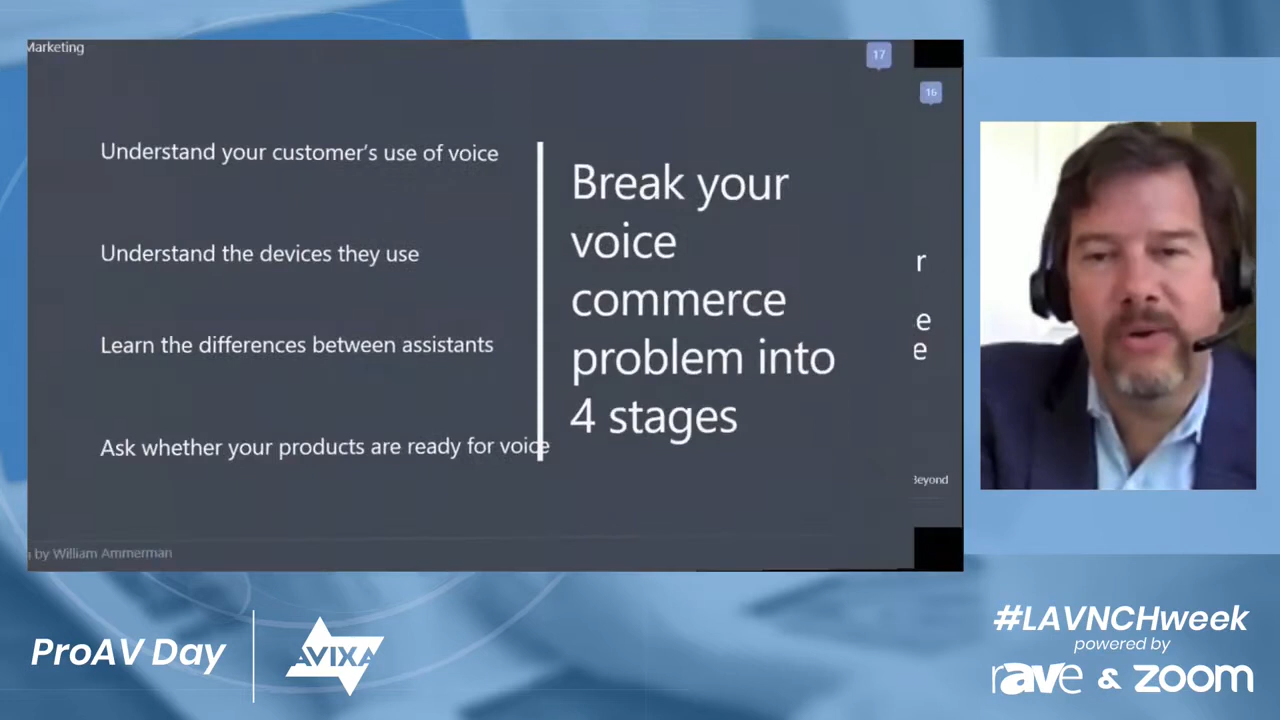 Marketing
17
16
Understand your customer's use of voice
Understand the devices they use
Learn the differences between assistants
Ask whether your products are ready for voice
Break your
voice
commerce
problem into
4 stages
r
e
e
Beyond
by William Ammerman
ProAV Day
AVIXA
#LAVNCHweek
powered by
rave & zoom